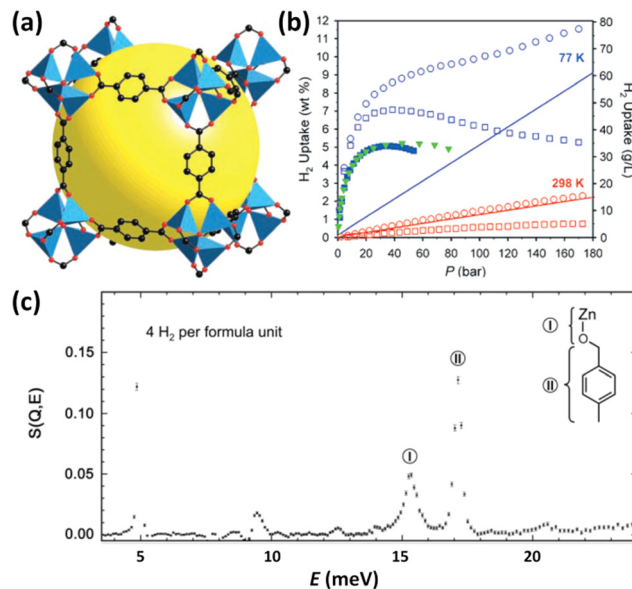 (a)
(b)
H₂ Uptake (wt %)
12
11
10
9
8
7
6
5
4
3
2
1
0
77 K
298 K
80
70
60
50
40
30
20
10
0
H₂ Uptake (g/L)
0 20 40 60 80 100 120 140 160 180
P (bar)
(c)
4 H₂ per formula unit
S(Q,E)
0.15
0.10
0.05
0.00
I
II
I
Zn
O
II
5 10 15 20
E (meV)